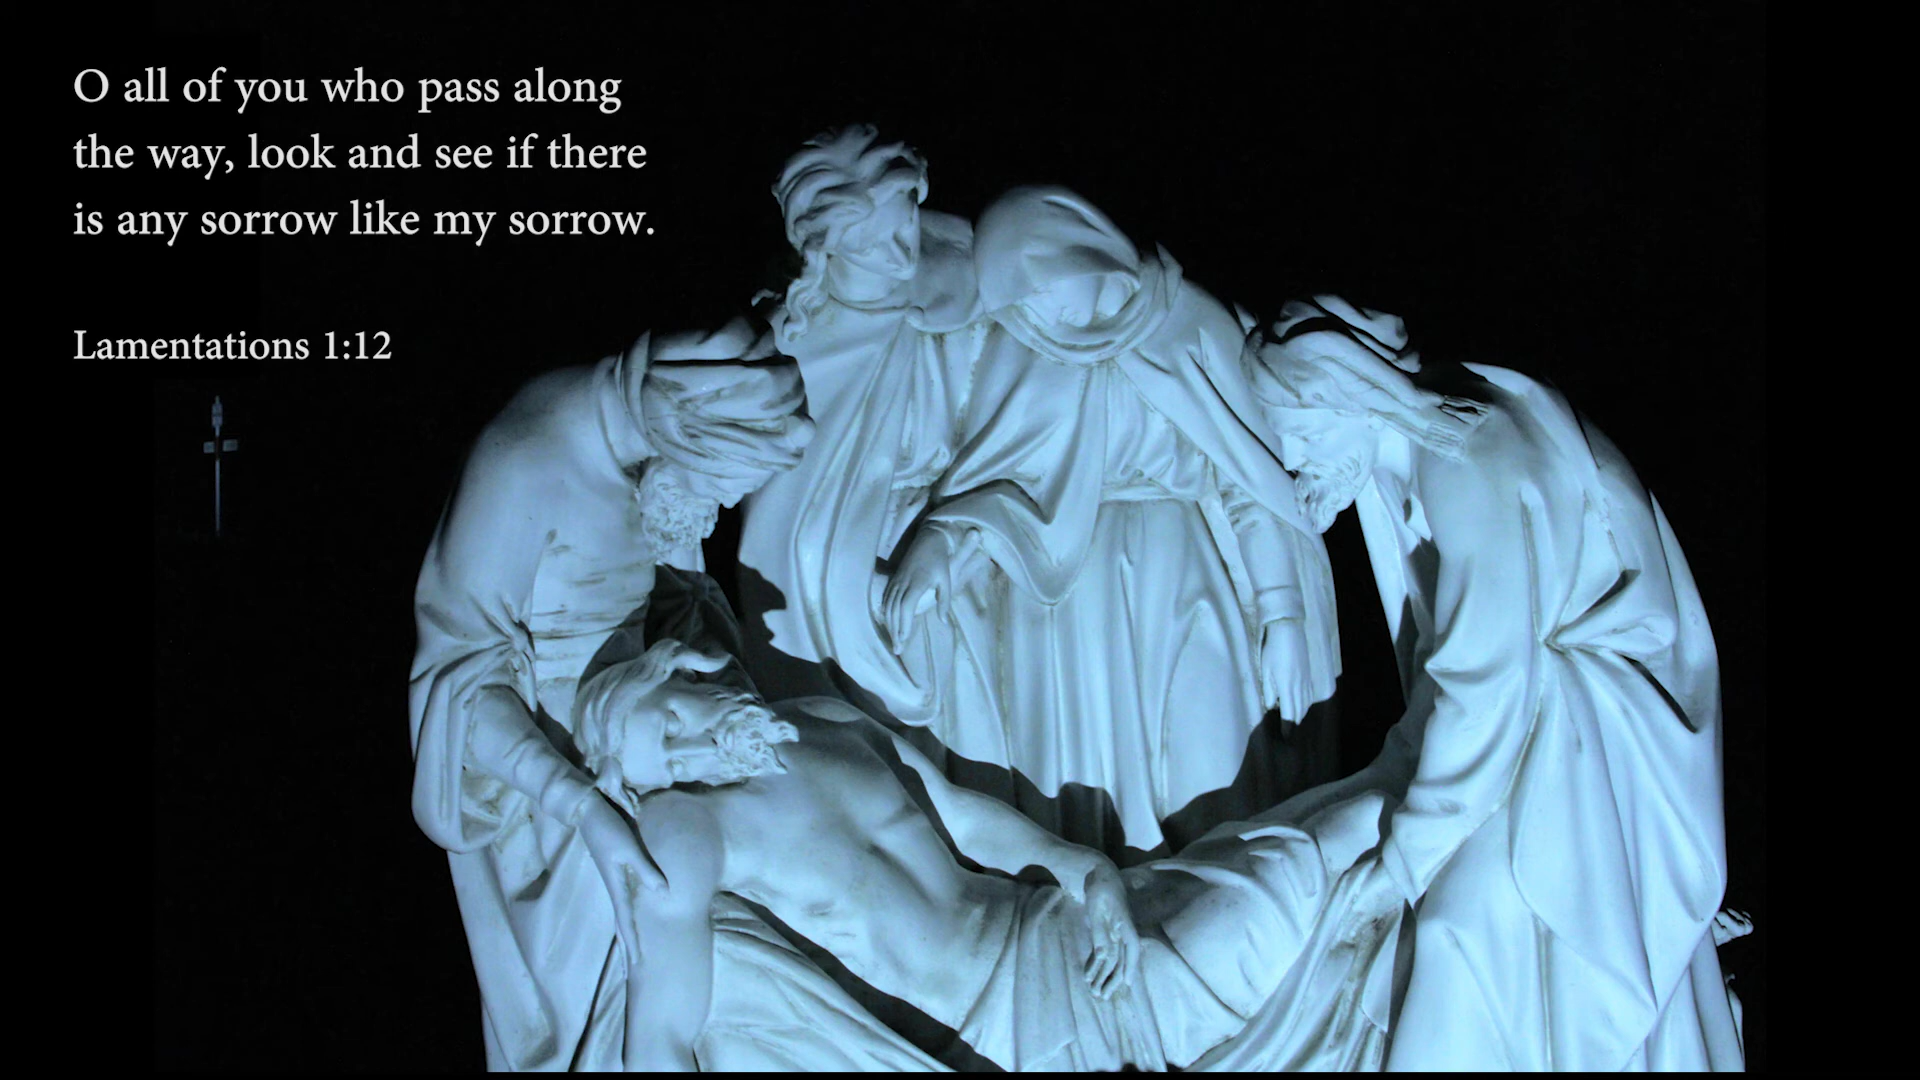 O all of you who pass along
the way, look and see if there
is any sorrow like my sorrow.
Lamentations 1:12